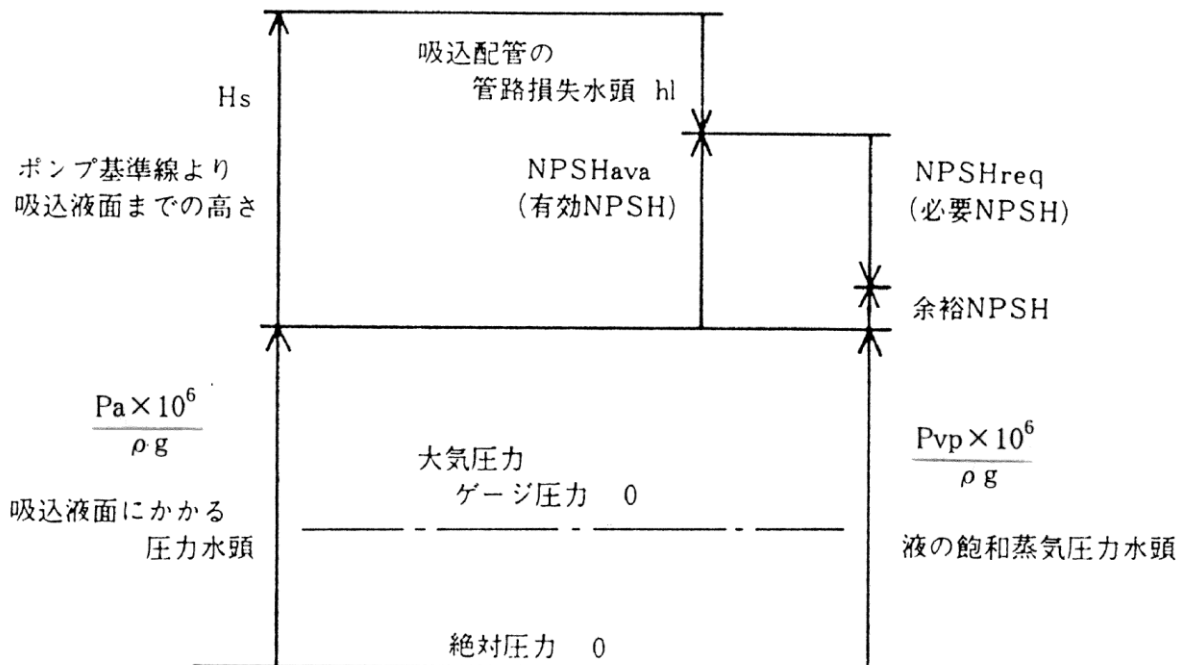 吸込配管の
管路損失水頭 hl
Hs
ポンプ基準線より
吸込液面までの高さ
NPSHava
(有効NPSH)
NPSHreq
(必要NPSH)
余裕NPSH
Pa×10⁶
ρ·g
吸込液面にかかる
圧力水頭
大気圧力
ゲージ圧力 0
Pvp×10⁶
ρ g
液の飽和蒸気圧力水頭
絶対圧力 0